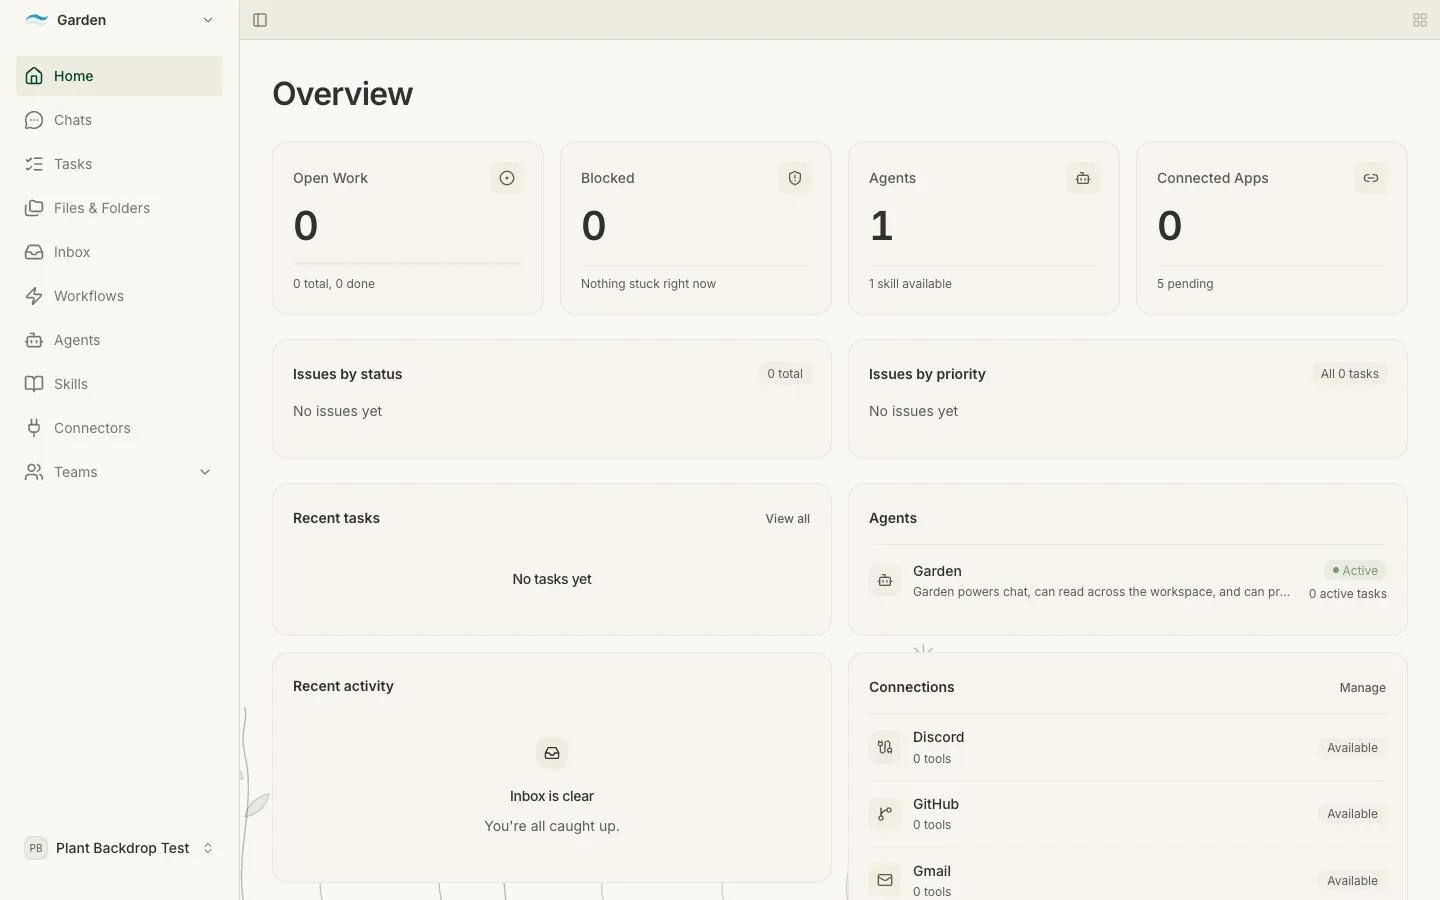 Garden
Home
Chats
Tasks
Files & Folders
Inbox
Workflows
Agents
Skills
Connectors
Teams
PB
Plant Backdrop Test
Overview
Open Work
0
0 total, 0 done
Blocked
0
Nothing stuck right now
Agents
1
1 skill available
Connected Apps
0
5 pending
Issues by status
0 total
No issues yet
Issues by priority
All 0 tasks
No issues yet
Recent tasks
View all
No tasks yet
Agents
Garden
Active
Garden powers chat, can read across the workspace, and can pr...
0 active tasks
Recent activity
Inbox is clear
You're all caught up.
Connections
Manage
Discord
0 tools
Available
GitHub
0 tools
Available
Gmail
0 tools
Available